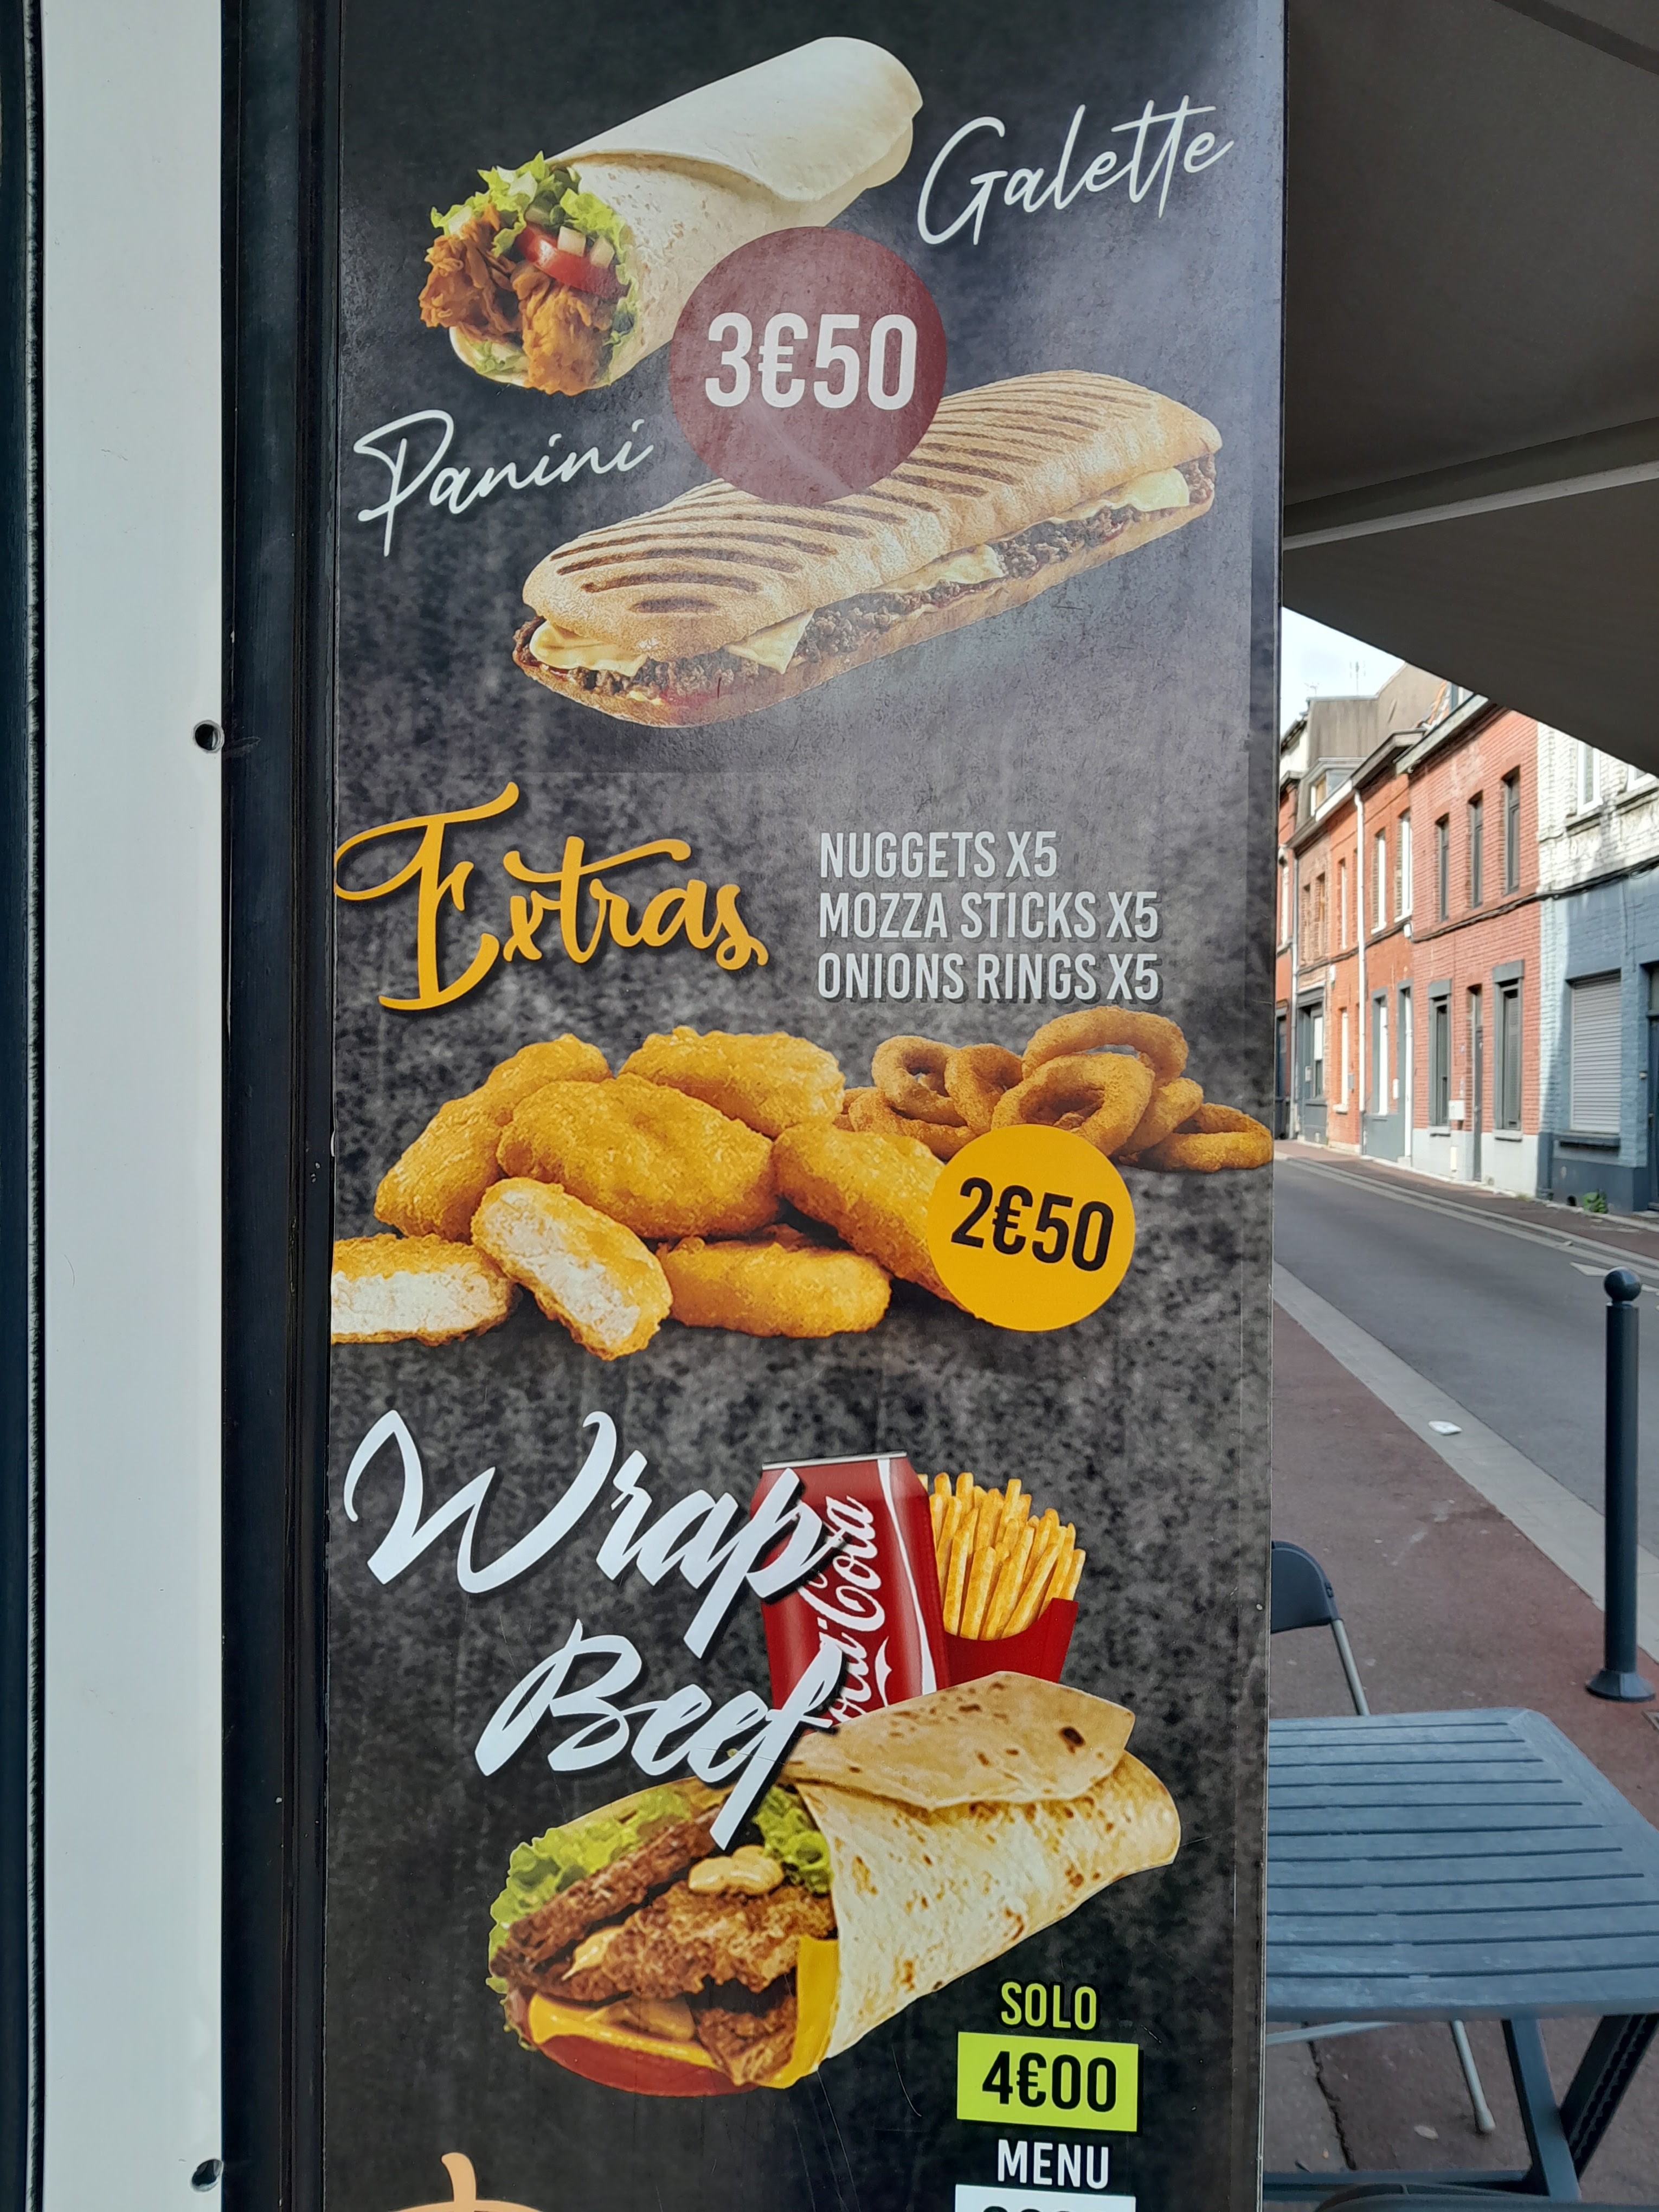 Galette
3€50
Panini
Extras
NUGGETS X5
MOZZA STICKS X5
ONIONS RINGS X5
2€50
Wrap
Beef
Coca-Cola
SOLO
4€00
MENU